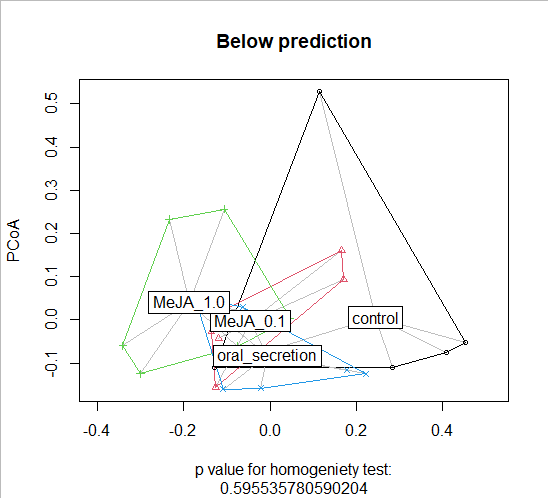 Below prediction
PCoA
0.5
0.4
0.3
0.2
0.1
0.0
-0.1
MeJA_1.0
MeJA_0.1
control
oral_secretion
-0.4
-0.2
0.0
0.2
0.4
p value for homogeniety test:
0.595535780590204